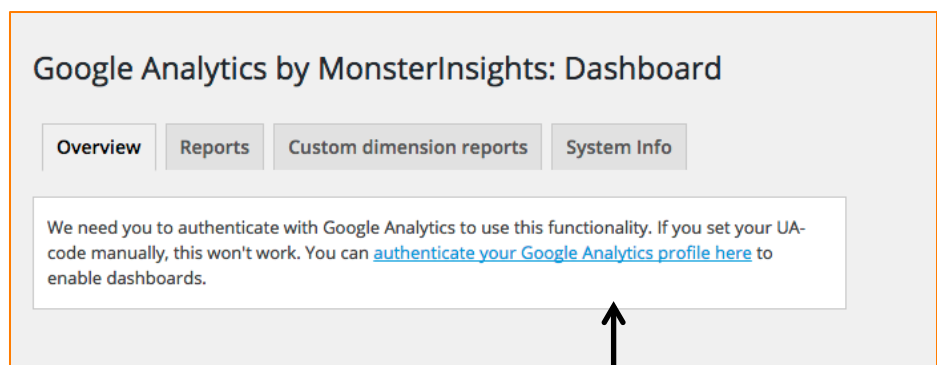 Google Analytics by MonsterInsights: Dashboard
Overview Reports Custom dimension reports System Info
We need you to authenticate with Google Analytics to use this functionality. If you set your UA-
code manually, this won't work. You can authenticate your Google Analytics profile here to
enable dashboards.